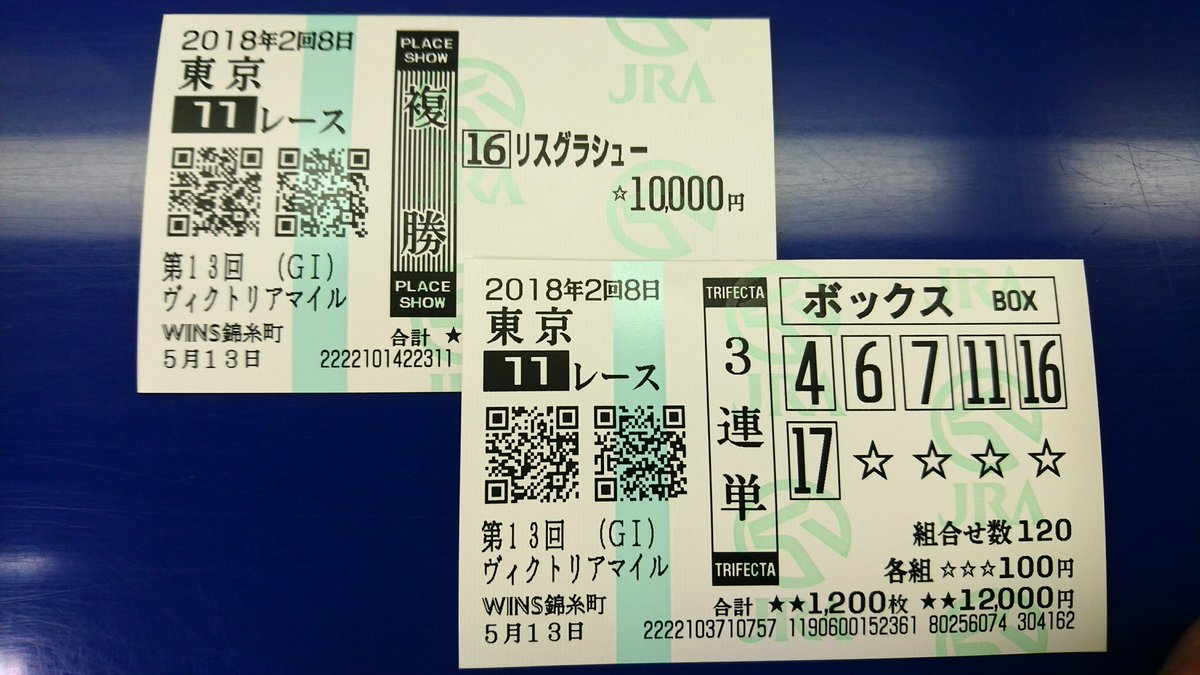 2018年2回8日
東京
11レース
第13回 (GI)
ヴィクトリアマイル
WINS錦糸町
5月13日
PLACE
SHOW
複勝
PLACE
SHOW
16 リスグラシュー
☆10,000円
合計 ★
2222101422311
JRA
JRA
2018年2回8日
東京
11レース
第13回 (GI)
ヴィクトリアマイル
WINS錦糸町
5月13日
TRIFECTA
3連単
TRIFECTA
ボックス BOX
4 6 7 11 16
17 ☆ ☆ ☆ ☆
組合せ数120
各組 ☆☆☆100円
合計 ★★1,200枚 ★★12,000円
2222103710757 1190600152361 80256074 304162
JRA
JRA
JRA